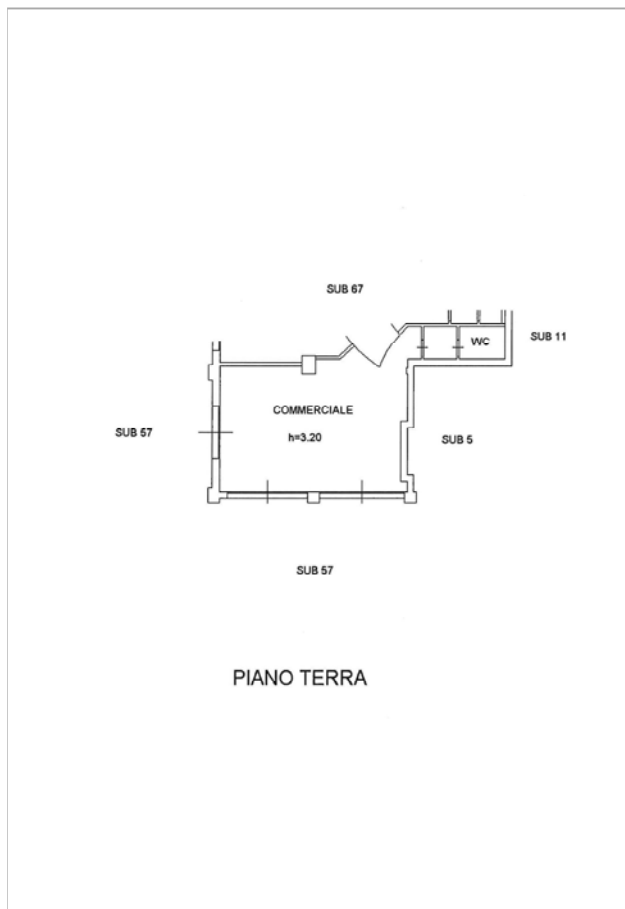 SUB 67
WC
SUB 11
COMMERCIALE
SUB 57
h=3.20
SUB 5
SUB 57
PIANO TERRA